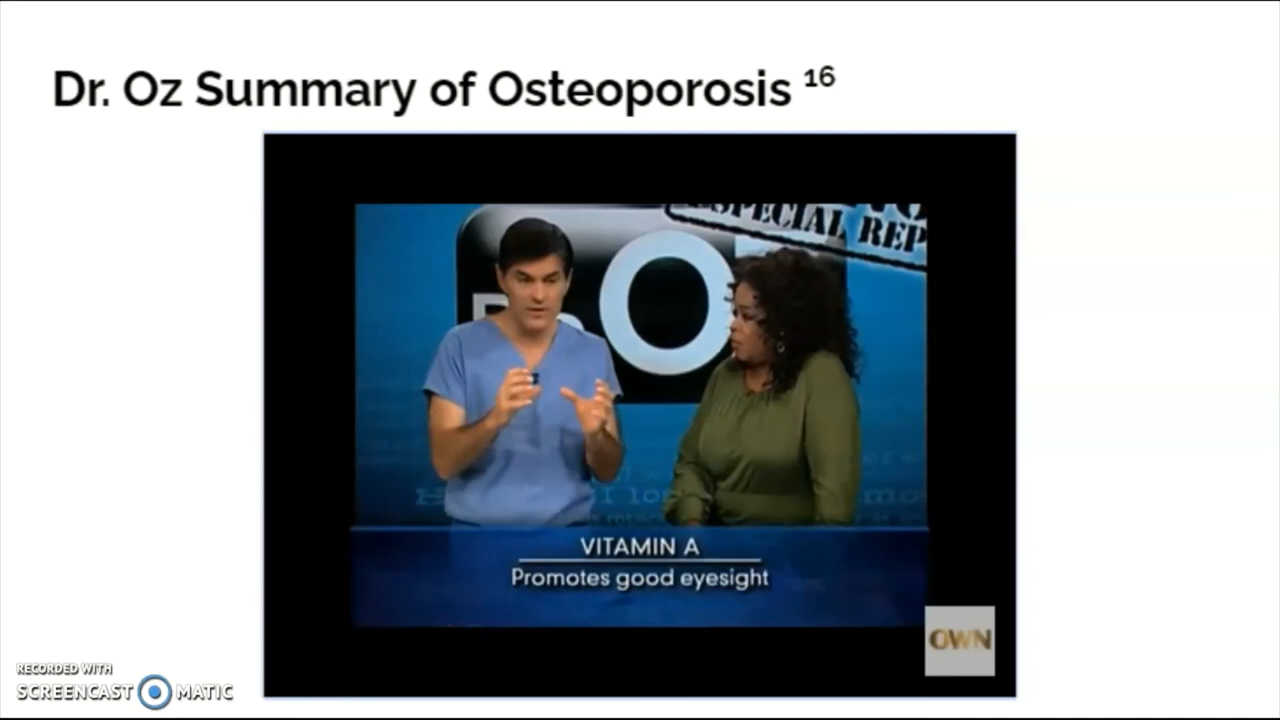 Dr. Oz Summary of Osteoporosis 16
SPECIAL REP
O
VITAMIN A
Promotes good eyesight
OWN
RECORDED WITH
SCREENCAST MATIC